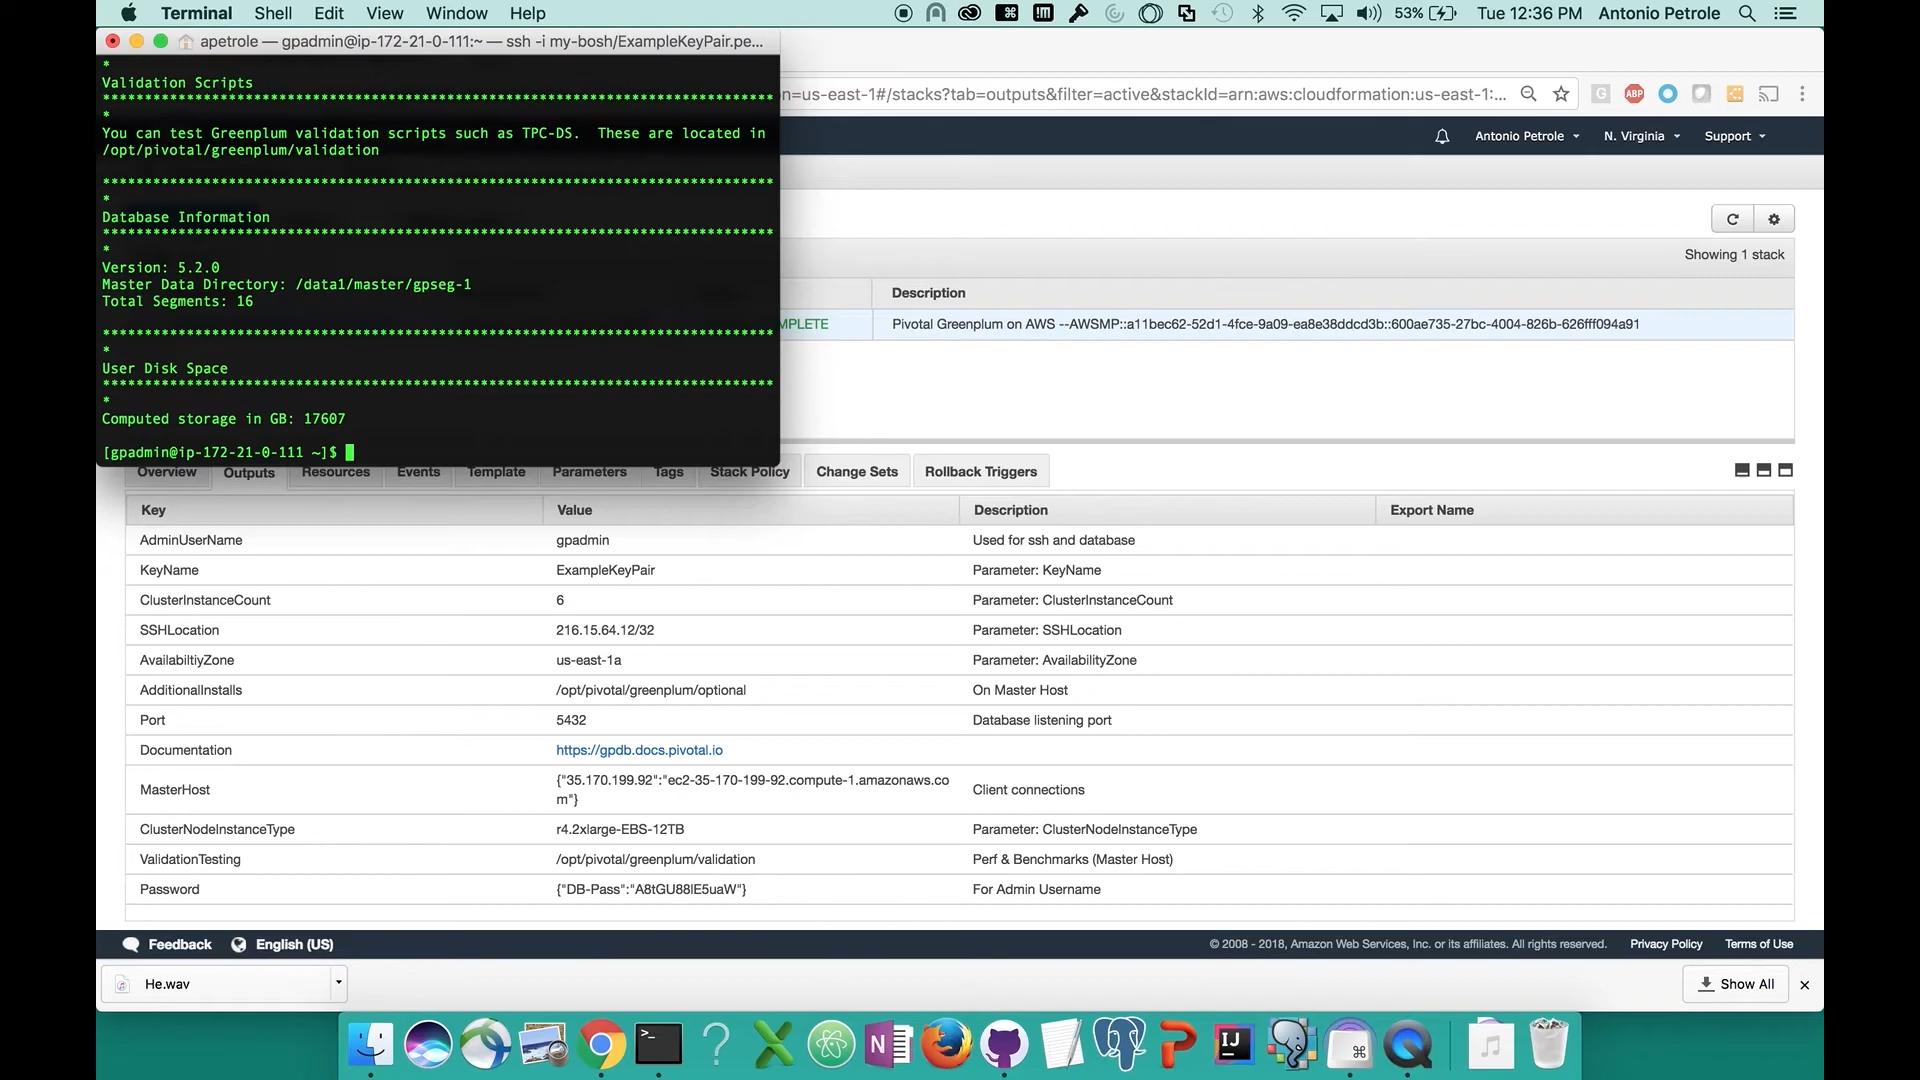 Terminal Shell Edit View Window Help 53% Tue 12:36 PM Antonio Petrole
apetrole — gpadmin@ip-172-21-0-111:~ — ssh -i my-bosh/ExampleKeyPair.pe...
*
Validation Scripts
********************************************************************************
*
You can test Greenplum validation scripts such as TPC-DS.  These are located in
/opt/pivotal/greenplum/validation
********************************************************************************
*
Database Information
********************************************************************************
*
Version: 5.2.0
Master Data Directory: /data1/master/gpseg-1
Total Segments: 16
********************************************************************************
*
User Disk Space
********************************************************************************
*
Computed storage in GB: 17607
[gpadmin@ip-172-21-0-111 ~]$
n=us-east-1#/stacks?tab=outputs&filter=active&stackId=arn:aws:cloudformation:us-east-1:...
G ABP
Antonio Petrole N. Virginia Support
Showing 1 stack
Description
MPLETE Pivotal Greenplum on AWS --AWSMP::a11bec62-52d1-4fce-9a09-ea8e38ddcd3b::600ae735-27bc-4004-826b-626fff094a91
Overview Outputs Resources Events Template Parameters Tags Stack Policy Change Sets Rollback Triggers
Key Value Description Export Name
AdminUserName gpadmin Used for ssh and database
KeyName ExampleKeyPair Parameter: KeyName
ClusterInstanceCount 6 Parameter: ClusterInstanceCount
SSHLocation 216.15.64.12/32 Parameter: SSHLocation
AvailabiltiyZone us-east-1a Parameter: AvailabilityZone
AdditionalInstalls /opt/pivotal/greenplum/optional On Master Host
Port 5432 Database listening port
Documentation https://gpdb.docs.pivotal.io
MasterHost {"35.170.199.92":"ec2-35-170-199-92.compute-1.amazonaws.co
m"} Client connections
ClusterNodeInstanceType r4.2xlarge-EBS-12TB Parameter: ClusterNodeInstanceType
ValidationTesting /opt/pivotal/greenplum/validation Perf & Benchmarks (Master Host)
Password {"DB-Pass":"A8tGU88lE5uaW"} For Admin Username
Feedback English (US) © 2008 - 2018, Amazon Web Services, Inc. or its affiliates. All rights reserved. Privacy Policy Terms of Use
He.wav Show All